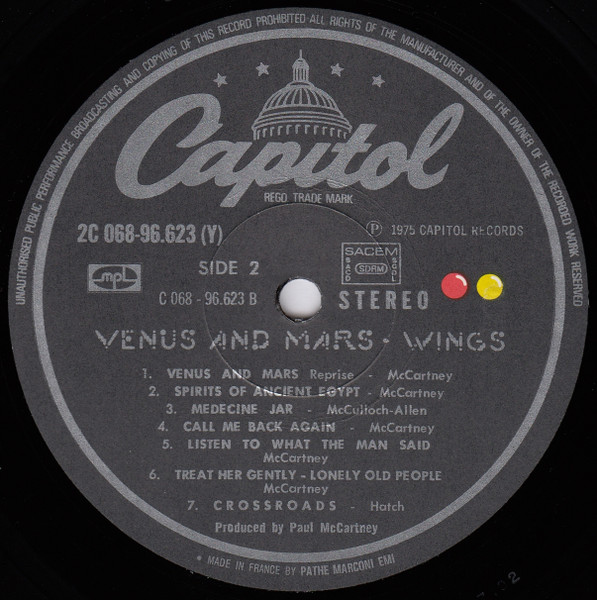 UNAUTHORISED PUBLIC PERFORMANCE BROADCASTING AND COPYING OF THIS RECORD PROHIBITED·ALL RIGHTS OF THE MANUFACTURER AND OF THE OWNER OF THE RECORDED WORK RESERVED
Capitol
REGD TRADE MARK
2C 068-96.623 (Y)
Ⓟ 1975 CAPITOL RECORDS
SIDE 2
SACEM
SACD SDRM SGDL
mpl
C 068 - 96.623 B
STEREO
VENUS AND MARS · WINGS
1. VENUS AND MARS Reprise - McCartney
2. SPIRITS OF ANCIENT EGYPT - McCartney
3. MEDECINE JAR - McCulloch-Allen
4. CALL ME BACK AGAIN - McCartney
5. LISTEN TO WHAT THE MAN SAID
McCartney
6. TREAT HER GENTLY - LONELY OLD PEOPLE
McCartney
7. CROSSROADS - Hatch
Produced by Paul McCartney
• MADE IN FRANCE BY PATHE MARCONI EMI